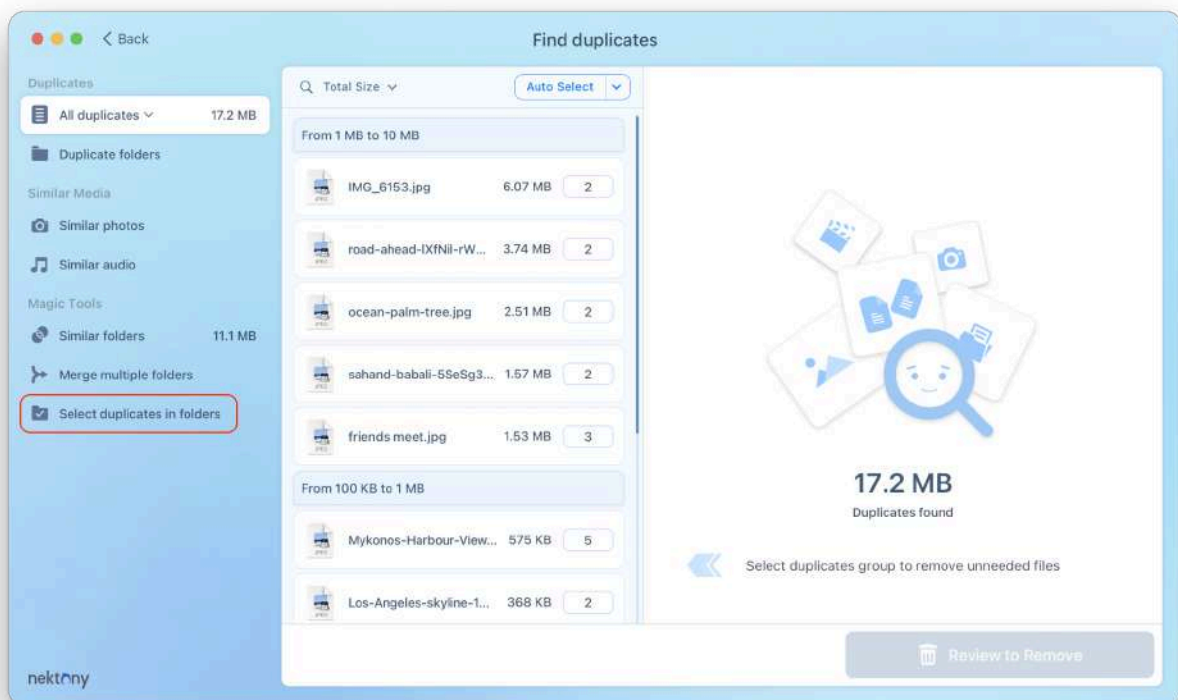 Back
Find duplicates
Duplicates
All duplicates 17.2 MB
Duplicate folders
Similar Media
Similar photos
Similar audio
Magic Tools
Similar folders 11.1 MB
Merge multiple folders
Select duplicates in folders
nektony
Total Size Auto Select
From 1 MB to 10 MB
IMG_6153.jpg 6.07 MB 2
road-ahead-lXfNil-rW... 3.74 MB 2
ocean-palm-tree.jpg 2.51 MB 2
sahand-babali-5SeSg3... 1.57 MB 2
friends meet.jpg 1.53 MB 3
From 100 KB to 1 MB
Mykonos-Harbour-View... 575 KB 5
Los-Angeles-skyline-1... 368 KB 2
17.2 MB
Duplicates found
Select duplicates group to remove unneeded files
Review to Remove